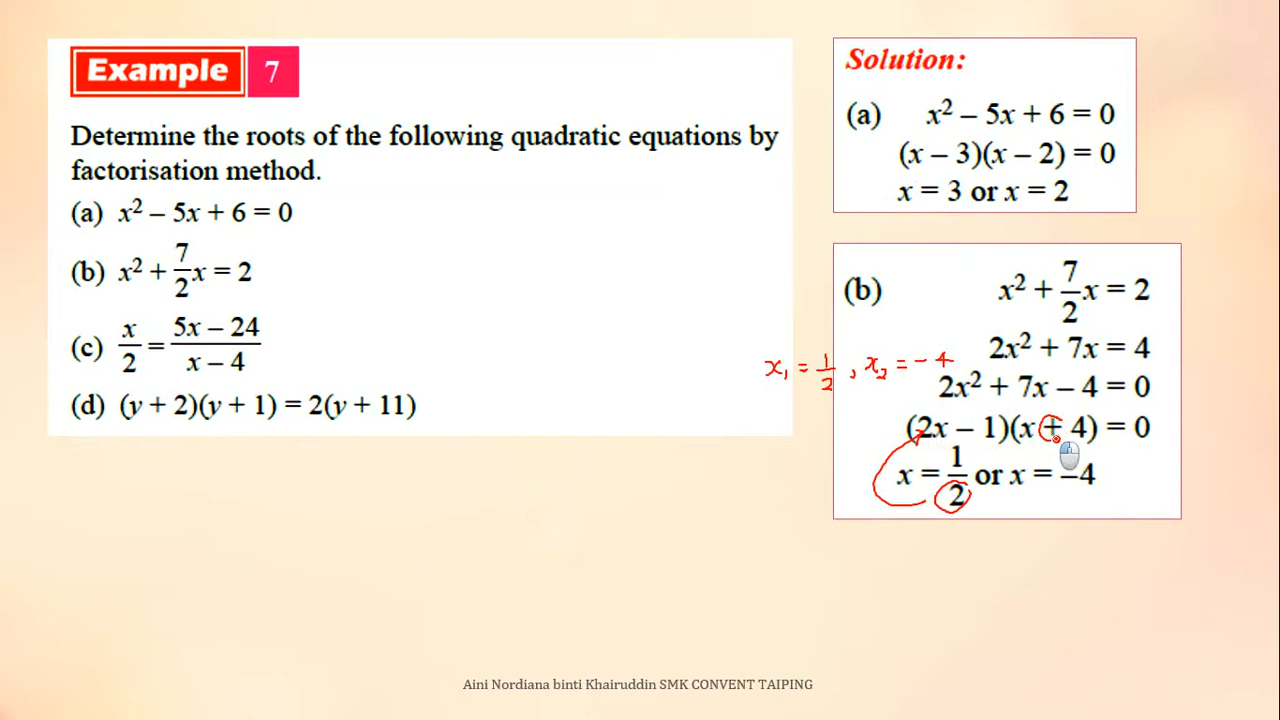 Example 7
Determine the roots of the following quadratic equations by
factorisation method.
(a) x² – 5x + 6 = 0
(b) x² + 7/2 x = 2
(c) x/2 = (5x – 24)/(x – 4)
(d) (y + 2)(y + 1) = 2(y + 11)
Solution:
(a) x² – 5x + 6 = 0
(x – 3)(x – 2) = 0
x = 3 or x = 2
(b) x² + 7/2 x = 2
2x² + 7x = 4
x₁ = 1/2 , x₂ = – 4
2x² + 7x – 4 = 0
(2x – 1)(x + 4) = 0
x = 1/2 or x = –4
Aini Nordiana binti Khairuddin SMK CONVENT TAIPING